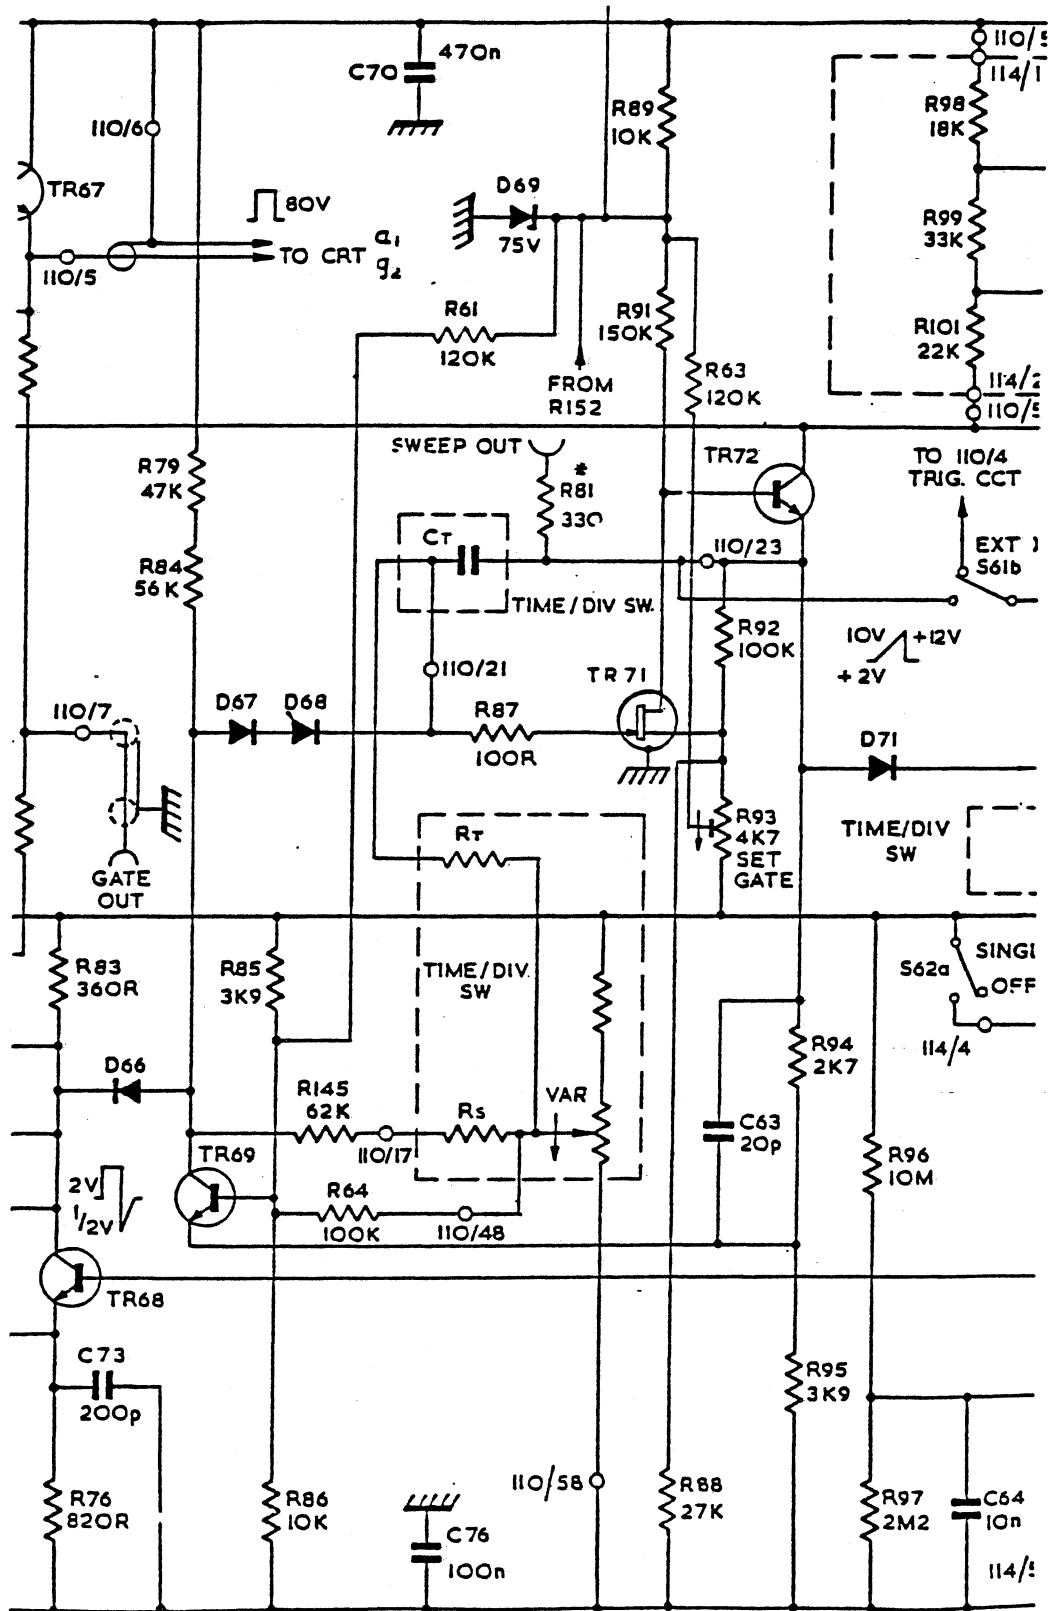 470n
C70
110/5
114/1
R98
18K
R89
10K
110/6
TR67
80V
D69
75V
R99
33K
TO CRT
a1
g2
110/5
R61
120K
R91
150K
R101
22K
R63
120K
FROM
R152
114/2
110/5
SWEEP OUT
*
R81
330
TR72
TO 110/4
TRIG. CCT
R79
47K
CT
110/23
EXT
S61b
R84
56K
TIME/DIV SW.
R92
100K
10V
+12V
+2V
110/21
TR71
110/7
D67
D68
R87
100R
D71
R93
4K7
SET
GATE
TIME/DIV
SW
RT
GATE
OUT
R83
360R
R85
3K9
TIME/DIV.
SW
S62a
SINGL
OFF
114/4
R94
2K7
D66
R145
62K
RS
VAR
C63
20p
110/17
TR69
R96
10M
2V
1/2V
R64
100K
110/48
TR68
C73
200p
R95
3K9
110/58
R76
820R
R86
10K
C76
100n
R88
27K
R97
2M2
C64
10n
114/5